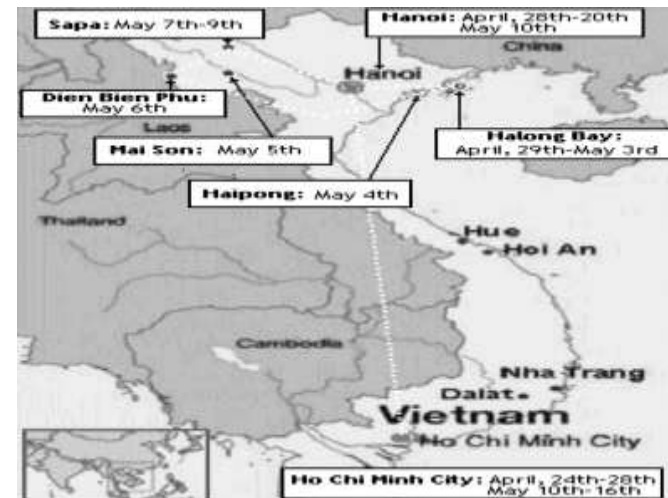 Sapa: May 7th-9th
Hanoi: April, 28th-20th
May 10th
China
Hanoi
Dien Bien Phu:
May 6th
Laos
Mai Son: May 5th
Halong Bay:
April, 29th-May 3rd
Haipong: May 4th
Thailand
Hue
Hoi An
Cambodia
Nha Trang
Dalat
Vietnam
Ho Chi Minh City
Ho Chi Minh City: April, 24th-28th
May 10th-16th